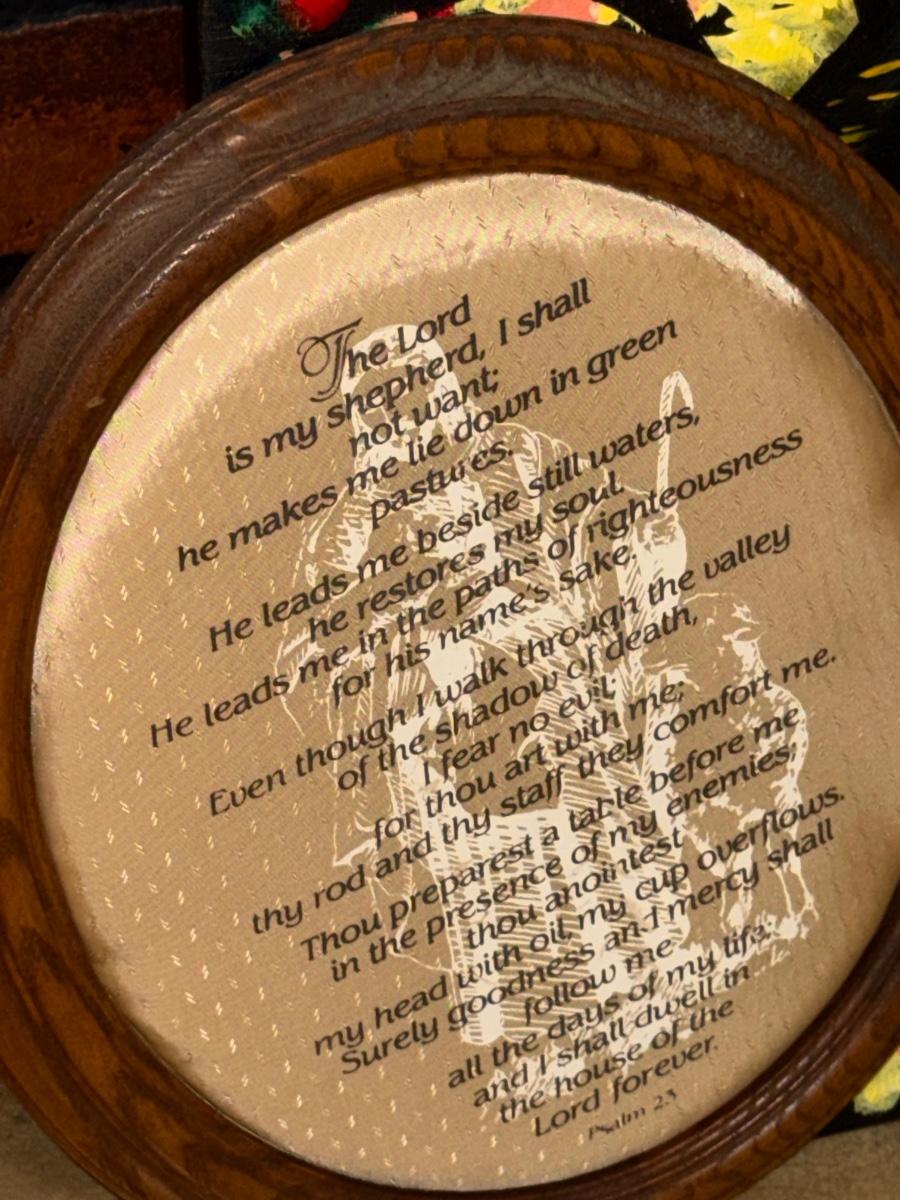 The Lord
is my shepherd, I shall
not want;
he makes me lie down in green
pastures.
He leads me beside still waters,
he restores my soul.
He leads me in the paths of righteousness
for his name's sake.
Even though I walk through the valley
of the shadow of death,
I fear no evil;
for thou art with me;
thy rod and thy staff they comfort me.
Thou preparest a table before me
in the presence of my enemies;
thou anointest
my head with oil, my cup overflows.
Surely goodness and mercy shall
follow me
all the days of my life;
and I shall dwell in
the house of the
Lord forever.
Psalm 23